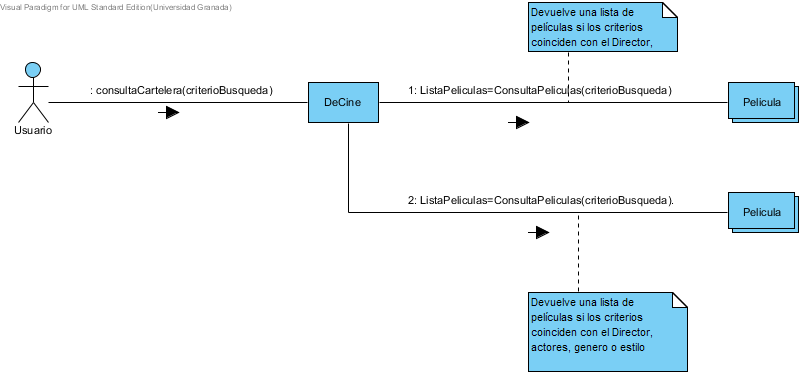 Visual Paradigm for UML Standard Edition(Universidad Granada)
Devuelve una lista de
películas si los criterios
coinciden con el Director,
: consultaCartelera(criterioBusqueda)
1: ListaPeliculas=ConsultaPeliculas(criterioBusqueda)
DeCine
Pelicula
Usuario
2: ListaPeliculas=ConsultaPeliculas(criterioBusqueda).
Pelicula
Devuelve una lista de
películas si los criterios
coinciden con el Director,
actores, genero o estilo